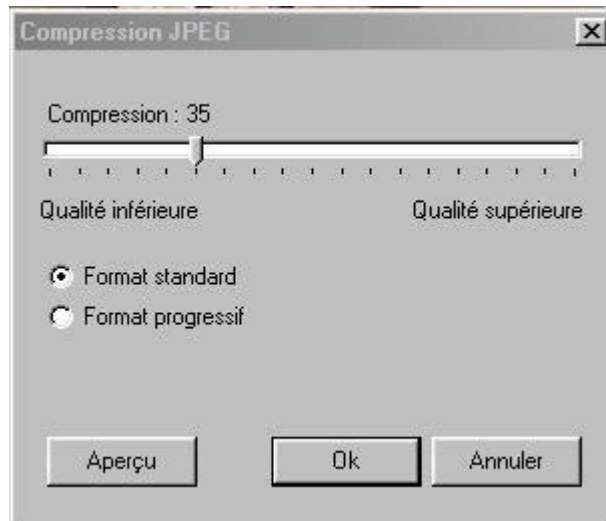 Compression JPEG
Compression : 35
Qualité inférieure Qualité supérieure
Format standard
Format progressif
Aperçu Ok Annuler